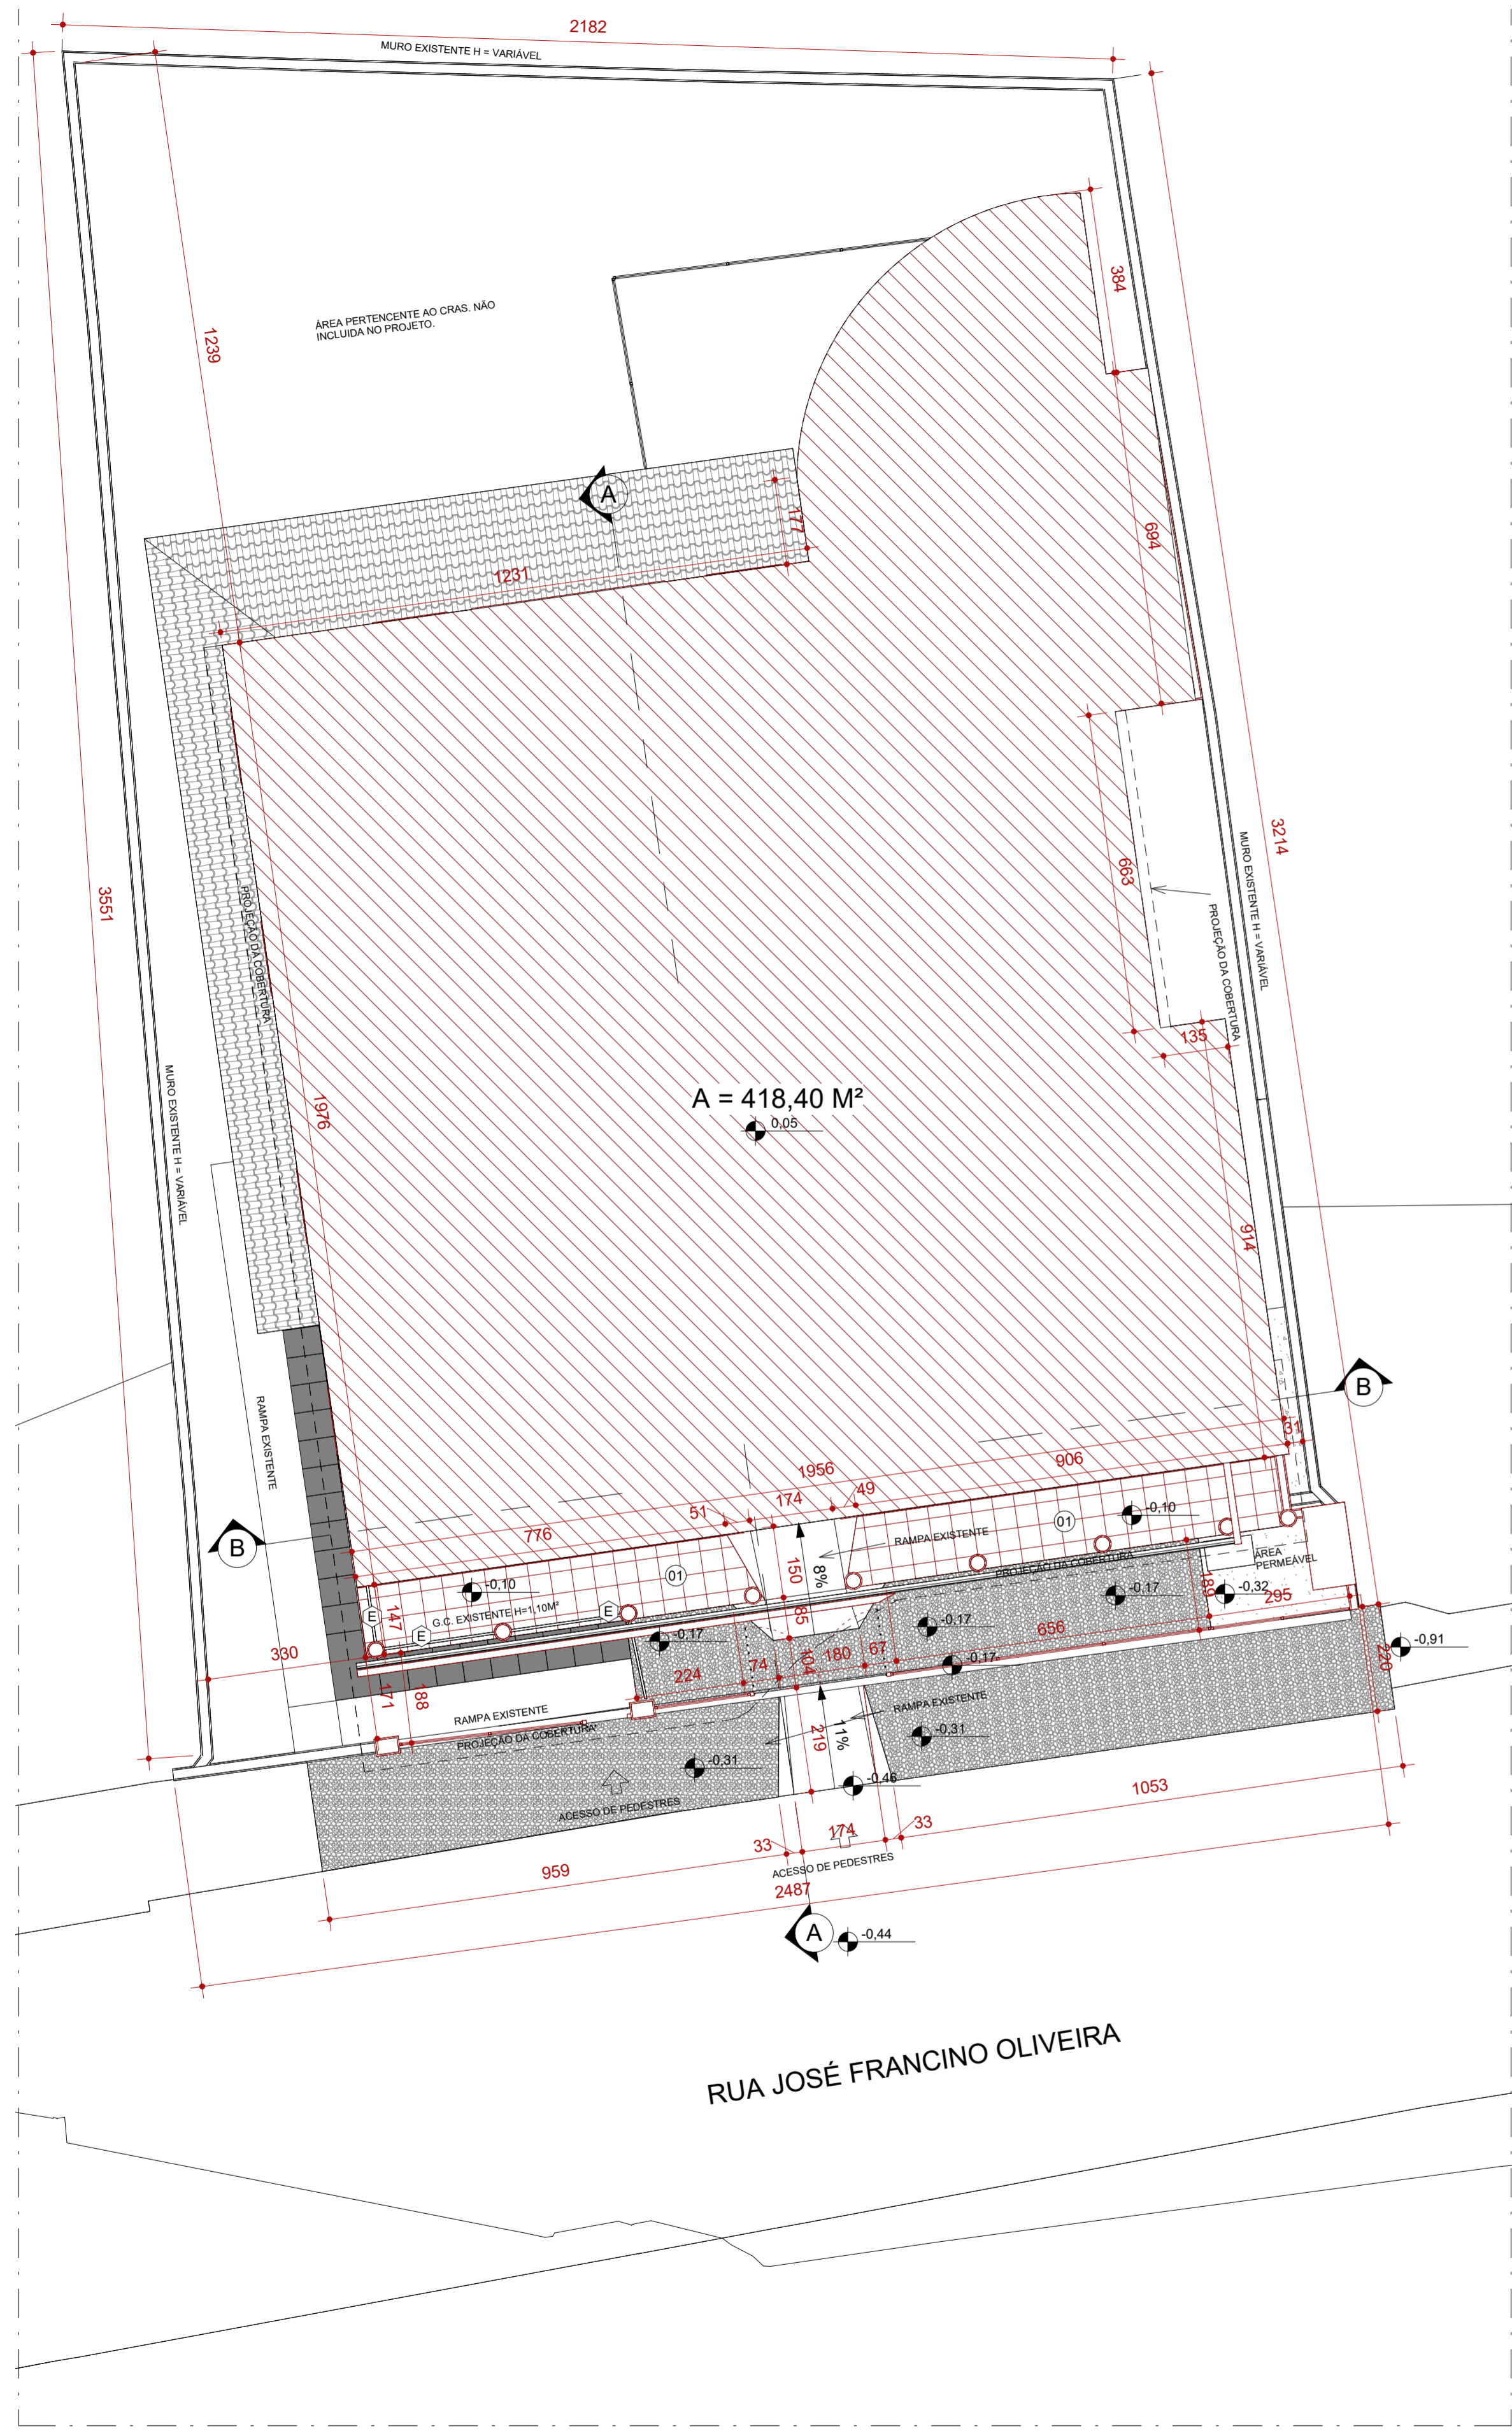 2182
MURO EXISTENTE H = VARIÁVEL
384
ÁREA PERTENCENTE AO CRAS. NÃO
INCLUIDA NO PROJETO.
1239
A
177
694
1231
3214
MURO EXISTENTE H = VARIÁVEL
663
3551
PROJEÇÃO DA COBERTURA
PROJEÇÃO DA COBERTURA
135
A = 418,40 M²
0,05
1976
MURO EXISTENTE H = VARIÁVEL
914
B
RAMPA EXISTENTE
31
906
1956
49
174
51
-0,10
01
776
RAMPA EXISTENTE
B
8%
150
PROJEÇÃO DA COBERTURA
ÁREA
PERMEÁVEL
01
-0,10
-0,17
189
-0,32
295
E
147
G.C. EXISTENTE H=1,10M²
E
E
85
-0,17
656
-0,17
330
224
74
104
180
67
-0,17
-0,91
220
171
188
RAMPA EXISTENTE
RAMPA EXISTENTE
PROJEÇÃO DA COBERTURA
219
11%
-0,31
-0,31
-0,46
1053
ACESSO DE PEDESTRES
33
174
33
959
ACESSO DE PEDESTRES
2487
A
-0,44
RUA JOSÉ FRANCINO OLIVEIRA